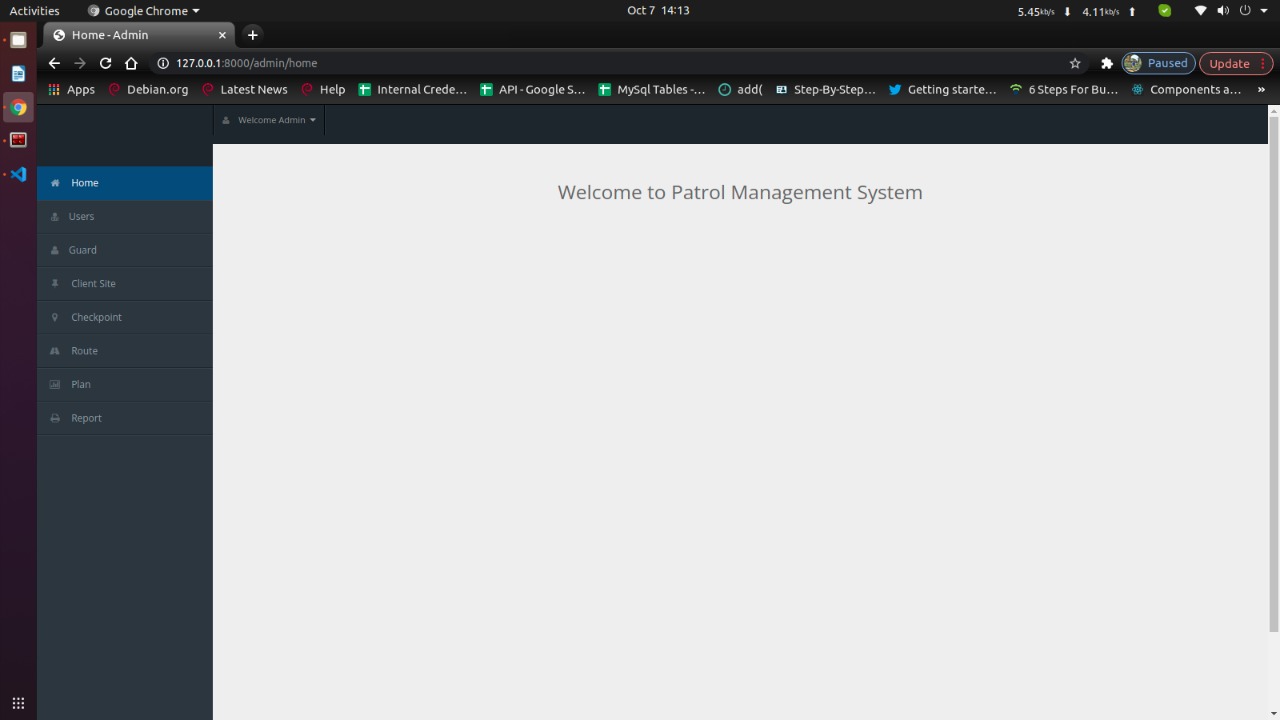 Activities Google Chrome Oct 7 14:13 5.45kb/s 4.11kb/s
Home - Admin
127.0.0.1:8000/admin/home Paused Update
Apps Debian.org Latest News Help Internal Crede... API - Google S... MySql Tables -... add( Step-By-Step... Getting starte... 6 Steps For Bu... Components a... »
Welcome Admin
Home
Welcome to Patrol Management System
Users
Guard
Client Site
Checkpoint
Route
Plan
Report